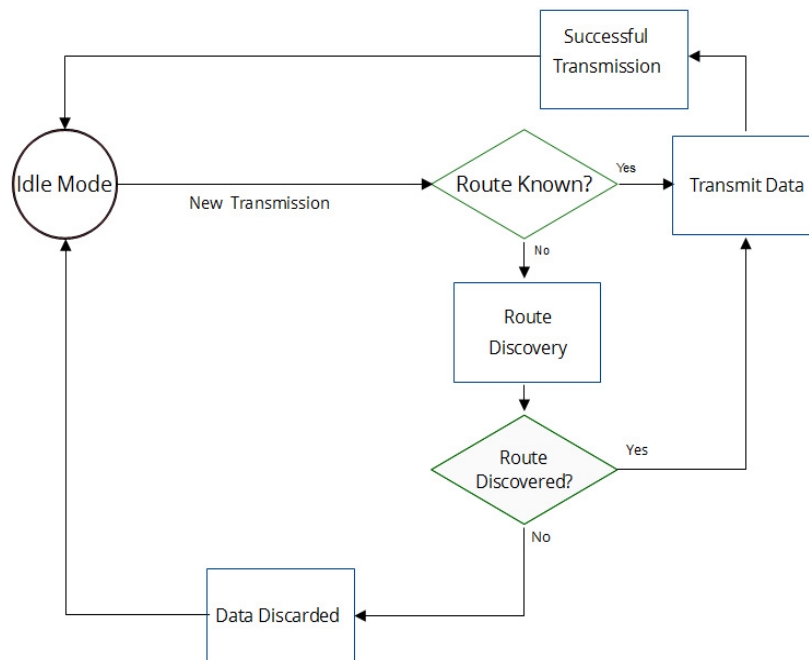 Successful
Transmission
Idle Mode
New Transmission
Route Known?
Yes
Transmit Data
No
Route
Discovery
Route
Discovered?
Yes
No
Data Discarded